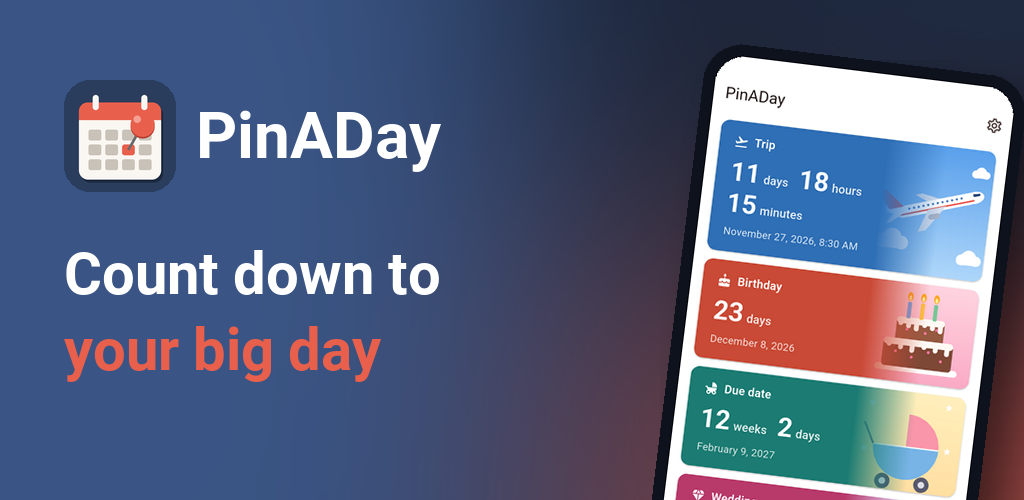 PinADay
Count down to
your big day
PinADay
Trip
11 days 18 hours
15 minutes
November 27, 2026, 8:30 AM
Birthday
23 days
December 8, 2026
Due date
12 weeks 2 days
February 9, 2027